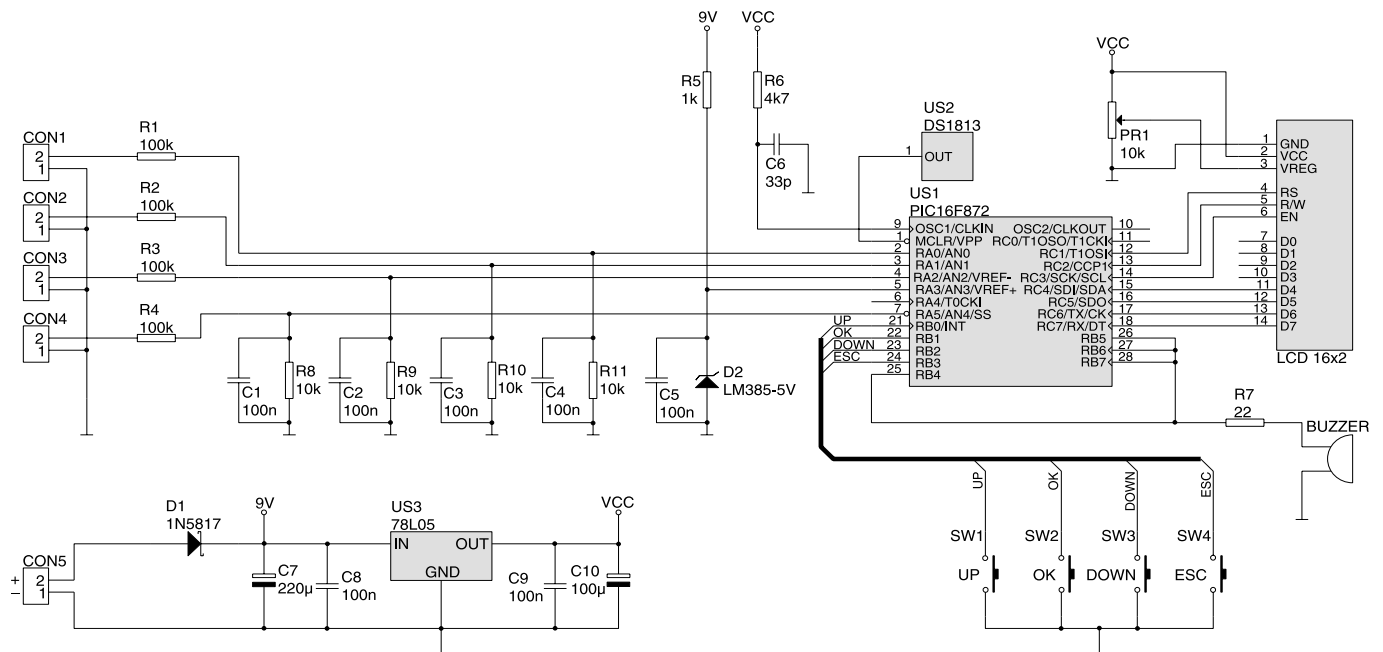 9V
VCC
R5
1k
R6
4k7
C6
33p
US2
DS1813
1
OUT
VCC
PR1
10k
1 GND
2 VCC
3 VREG
4 RS
5 R/W
6 EN
7 D0
8 D1
9 D2
10 D3
11 D4
12 D5
13 D6
14 D7
LCD 16x2
CON1
2
1
R1
100k
CON2
2
1
R2
100k
CON3
2
1
R3
100k
CON4
2
1
R4
100k
US1
PIC16F872
9 OSC1/CLKIN OSC2/CLKOUT 10
1 MCLR/VPP RC0/T1OSO/T1CKI 11
2 RA0/AN0 RC1/T1OSI 12
3 RA1/AN1 RC2/CCP1 13
4 RA2/AN2/VREF- RC3/SCK/SCL 14
5 RA3/AN3/VREF+ RC4/SDI/SDA 15
6 RA4/T0CKI RC5/SDO 16
7 RA5/AN4/SS RC6/TX/CK 17
UP 21 RB0/INT RC7/RX/DT 18
OK 22 RB1 RB5 26
DOWN 23 RB2 RB6 27
ESC 24 RB3 RB7 28
25 RB4
C1
100n
R8
10k
C2
100n
R9
10k
C3
100n
R10
10k
C4
100n
R11
10k
C5
100n
D2
LM385-5V
R7
22
BUZZER
UP
OK
DOWN
ESC
SW1
SW2
SW3
SW4
UP
OK
DOWN
ESC
D1
1N5817
9V
US3
78L05
IN
OUT
GND
VCC
CON5
+
–
2
1
C7
220µ
C8
100n
C9
100n
C10
100µ